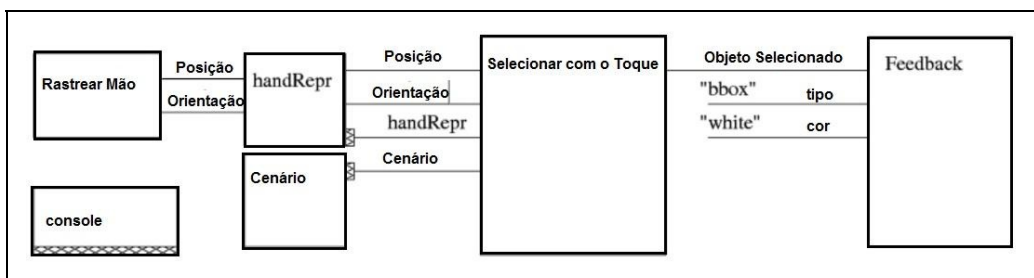 Rastrear Mão
Posição
Orientação
handRepr
Posição
Orientação
handRepr
Cenário
Cenário
console
Selecionar com o Toque
Objeto Selecionado
"bbox" tipo
"white" cor
Feedback